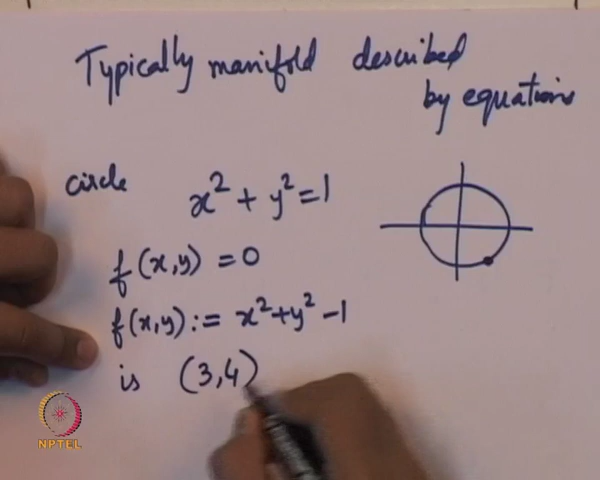 Typically manifold described
by equations
circle x² + y² = 1
f(x,y) = 0
f(x,y) := x² + y² - 1
is (3,4)
NPTEL